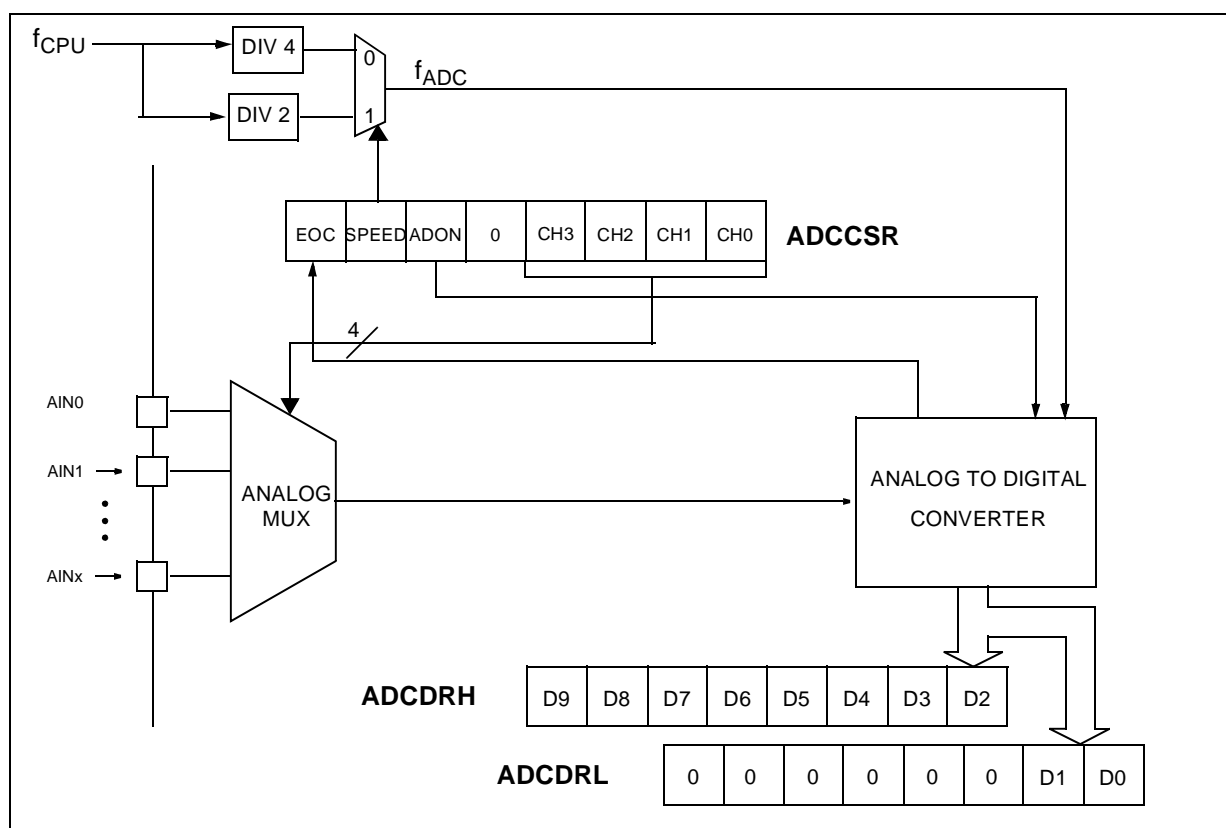 fCPU
DIV 4
0
fADC
DIV 2
1
EOC SPEED ADON 0 CH3 CH2 CH1 CH0
ADCCSR
4
AIN0
AIN1
AINx
ANALOG
MUX
ANALOG TO DIGITAL
CONVERTER
ADCDRH
D9 D8 D7 D6 D5 D4 D3 D2
ADCDRL
0 0 0 0 0 0 D1 D0